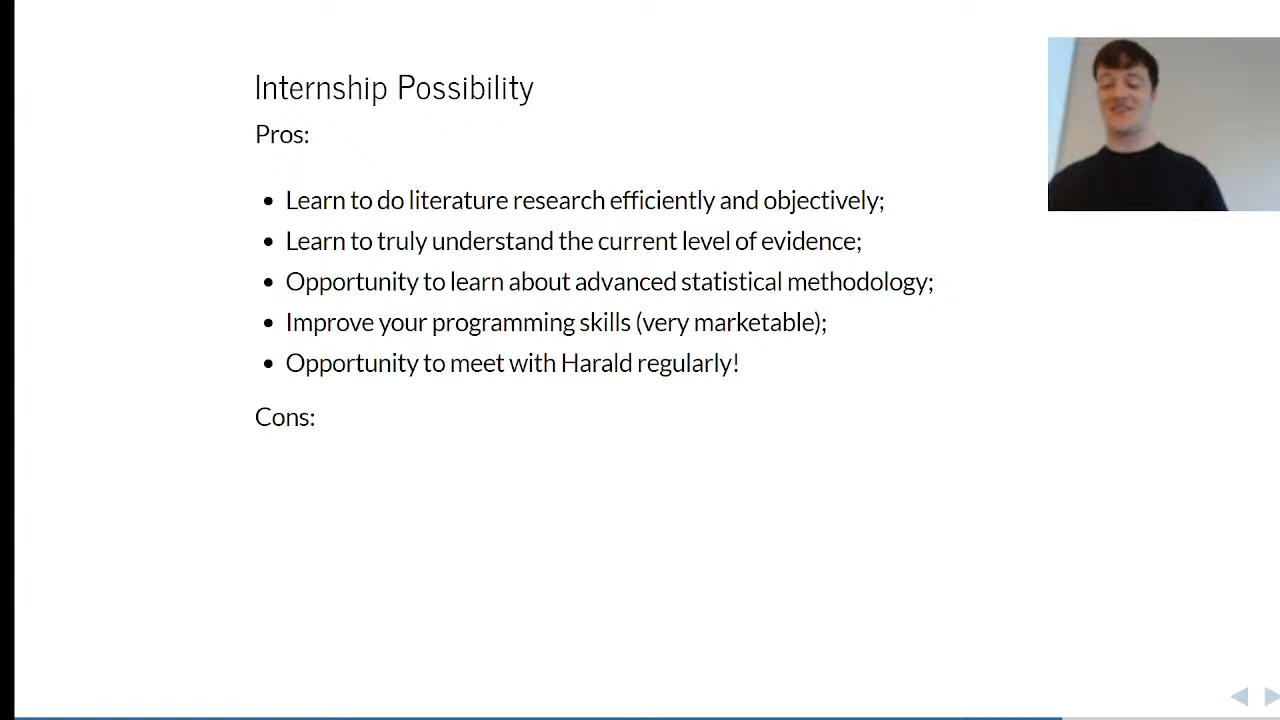 Internship Possibility
Pros:
Learn to do literature research efficiently and objectively;
Learn to truly understand the current level of evidence;
Opportunity to learn about advanced statistical methodology;
Improve your programming skills (very marketable);
Opportunity to meet with Harald regularly!
Cons: